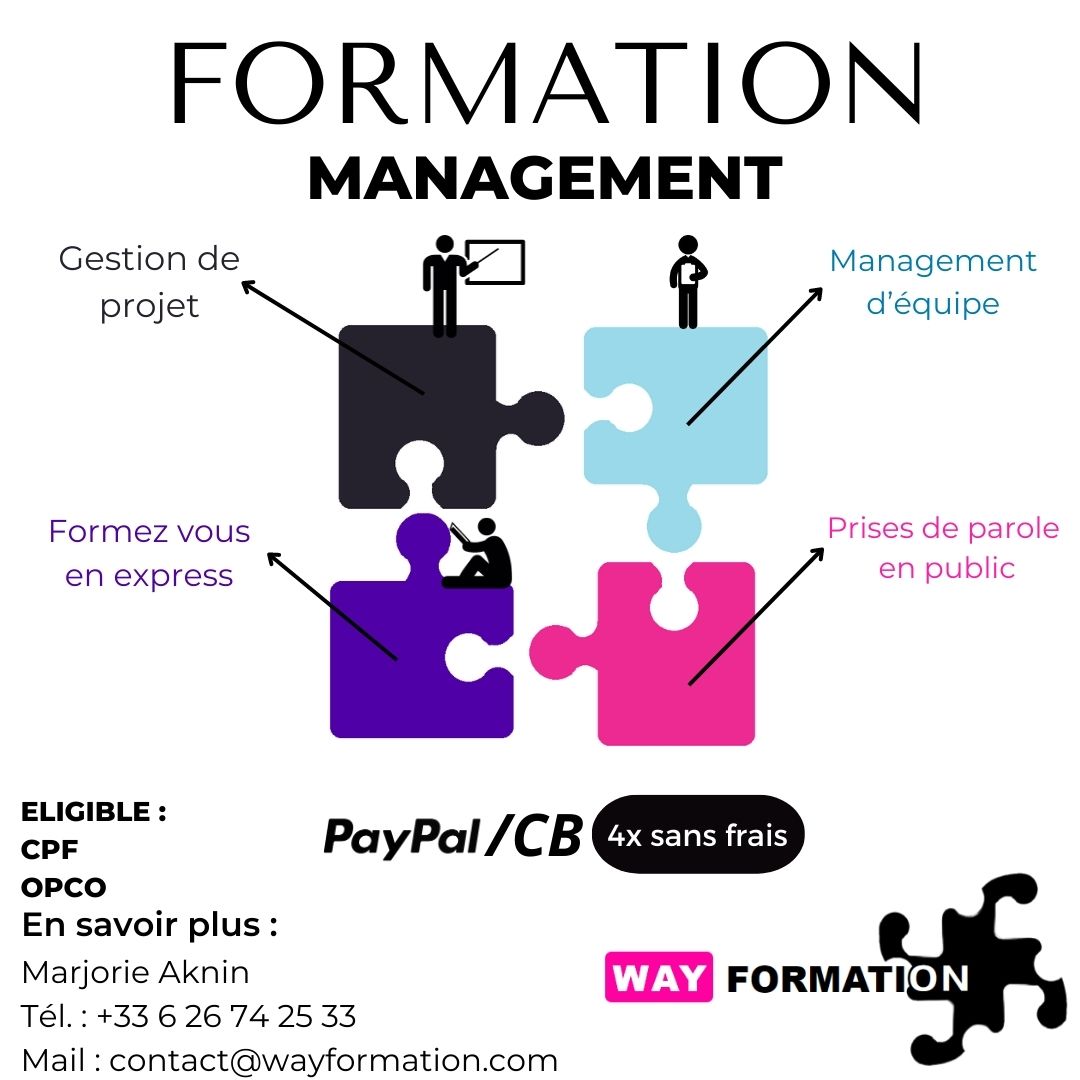 FORMATION
MANAGEMENT
Gestion de
projet
Management
d’équipe
Formez vous
en express
Prises de parole
en public
ELIGIBLE :
CPF
OPCO
PayPal/CB 4x sans frais
En savoir plus :
Marjorie Aknin
Tél. : +33 6 26 74 25 33
Mail : contact@wayformation.com
WAY FORMATION